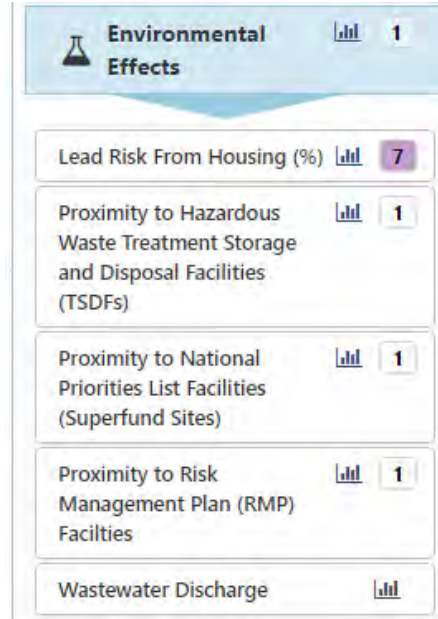 Environmental 1
Effects
Lead Risk From Housing (%) 7
Proximity to Hazardous 1
Waste Treatment Storage
and Disposal Facilities
(TSDFs)
Proximity to National 1
Priorities List Facilities
(Superfund Sites)
Proximity to Risk 1
Management Plan (RMP)
Facilties
Wastewater Discharge